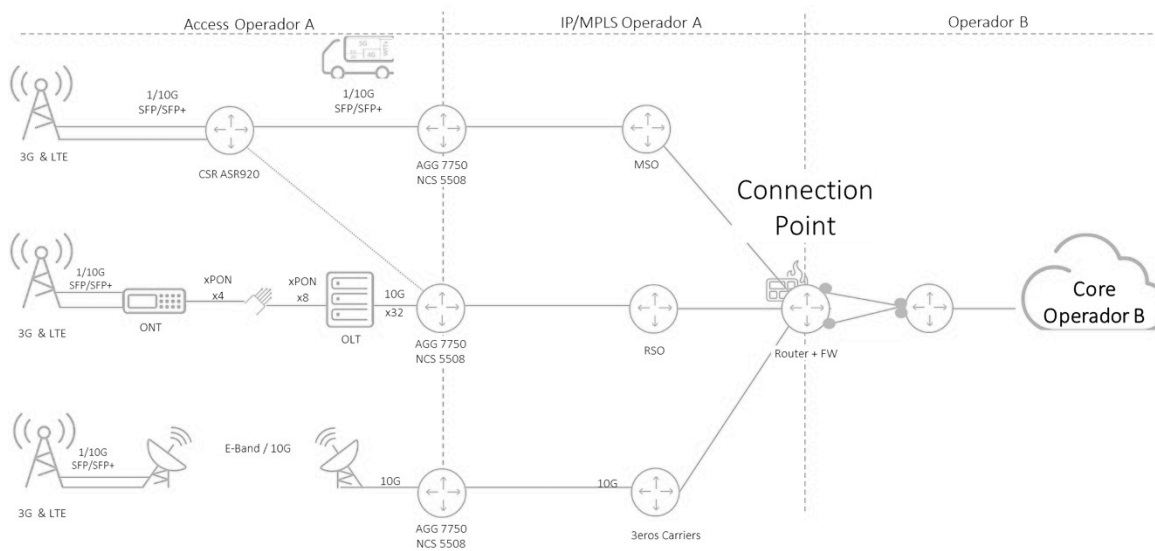 Access Operador A
IP/MPLS Operador A
Operador B
5G
4G
1/10G
SFP/SFP+
1/10G
SFP/SFP+
3G & LTE
CSR ASR920
AGG 7750
NCS 5508
MSO
Connection
Point
1/10G
SFP/SFP+
xPON
x4
xPON
x8
10G
x32
3G & LTE
ONT
OLT
AGG 7750
NCS 5508
RSO
Router + FW
Core
Operador B
1/10G
SFP/SFP+
E-Band / 10G
10G
10G
3G & LTE
AGG 7750
NCS 5508
3eros Carriers